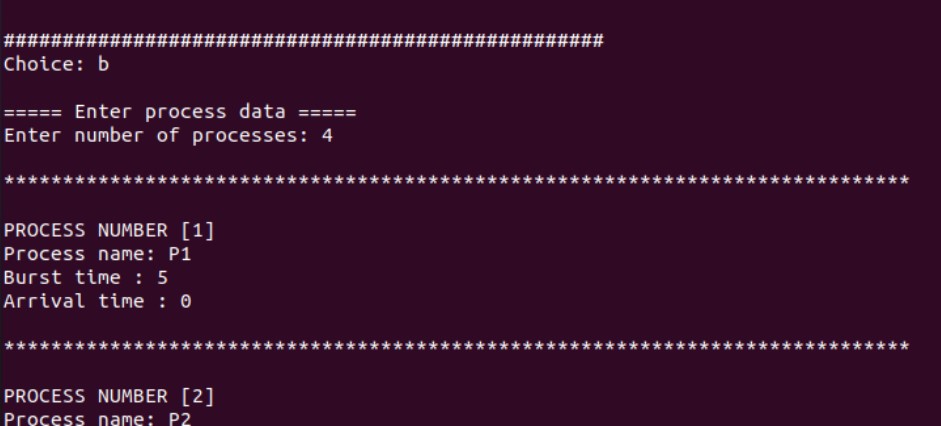 ###################################################
Choice: b
===== Enter process data =====
Enter number of processes: 4
*****************************************************************************
PROCESS NUMBER [1]
Process name: P1
Burst time : 5
Arrival time : 0
*****************************************************************************
PROCESS NUMBER [2]
Process name: P2